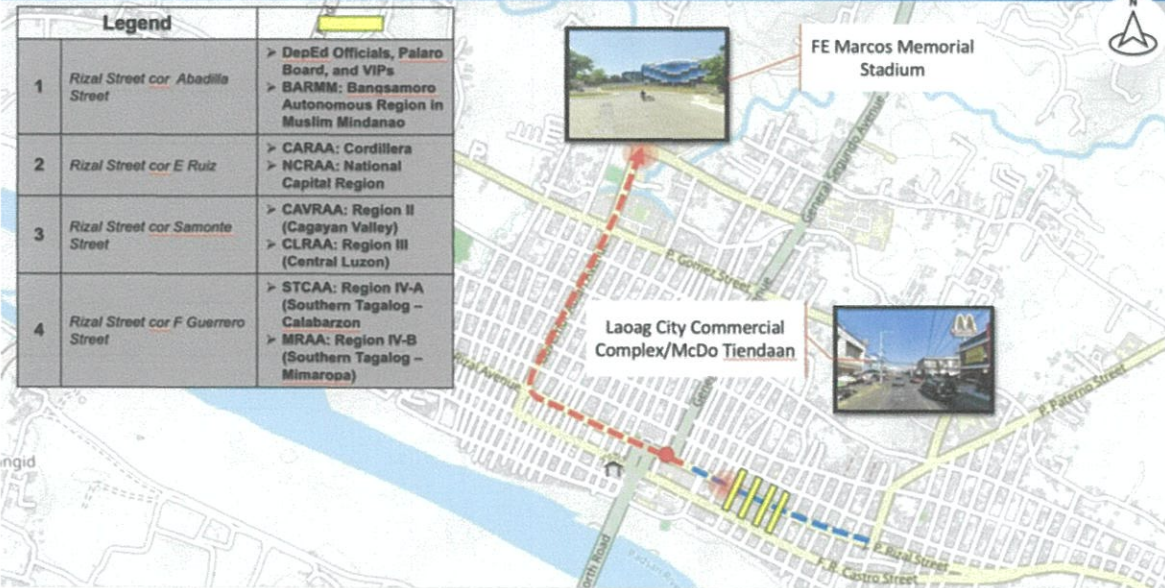 Legend
1
Rizal Street cor Abadilla
Street
➢ DepEd Officials, Palaro
Board, and VIPs
➢ BARMM: Bangsamoro
Autonomous Region in
Muslim Mindanao
2
Rizal Street cor E Ruiz
➢ CARAA: Cordillera
➢ NCRAA: National
Capital Region
3
Rizal Street cor Samonte
Street
➢ CAVRAA: Region II
(Cagayan Valley)
➢ CLRAA: Region III
(Central Luzon)
4
Rizal Street cor F Guerrero
Street
➢ STCAA: Region IV-A
(Southern Tagalog –
Calabarzon
➢ MRAA: Region IV-B
(Southern Tagalog –
Mimaropa)
N
FE Marcos Memorial
Stadium
General Segundo Avenue
P. Gomez Street
Laoag City Commercial
Complex/McDo Tiendaan
Rizal Avenue
P. Paterno Street
ngid
orth Road
P. Rizal Street
F.R. Castro Street